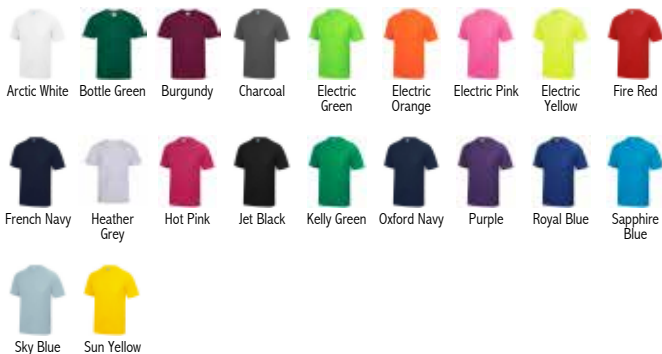 Arctic White
Bottle Green
Burgundy
Charcoal
Electric
Green
Electric
Orange
Electric Pink
Electric
Yellow
Fire Red
French Navy
Heather
Grey
Hot Pink
Jet Black
Kelly Green
Oxford Navy
Purple
Royal Blue
Sapphire
Blue
Sky Blue
Sun Yellow